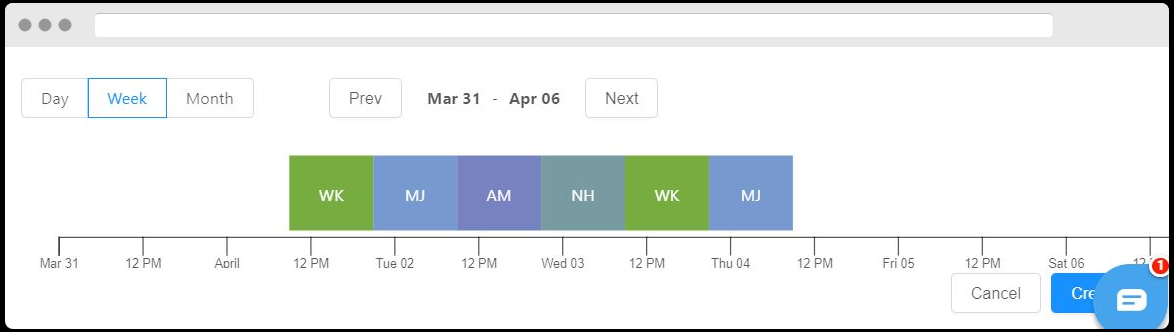 Day Week Month Prev Mar 31 - Apr 06 Next
WK MJ AM NH WK MJ
Mar 31 12 PM April 12 PM Tue 02 12 PM Wed 03 12 PM Thu 04 12 PM Fri 05 12 PM Sat 06 12
Cancel Cre 1